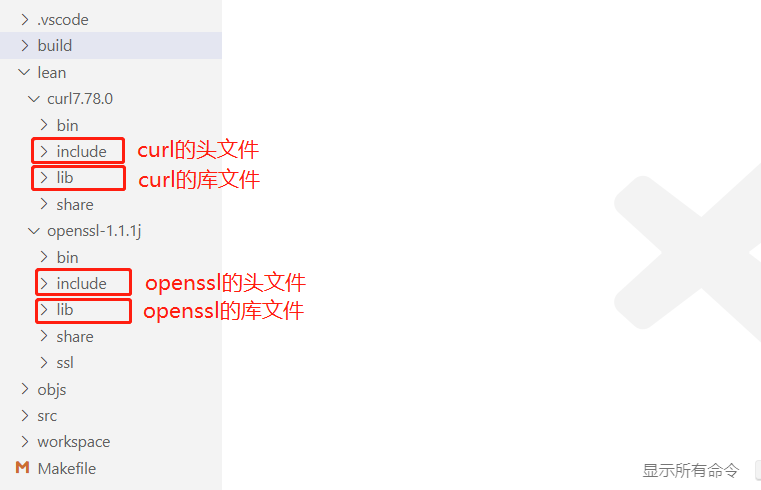 .vscode
build
lean
curl7.78.0
bin
include curl的头文件
lib curl的库文件
share
openssl-1.1.1j
bin
include openssl的头文件
lib openssl的库文件
share
ssl
objs
src
workspace
Makefile
显示所有命令